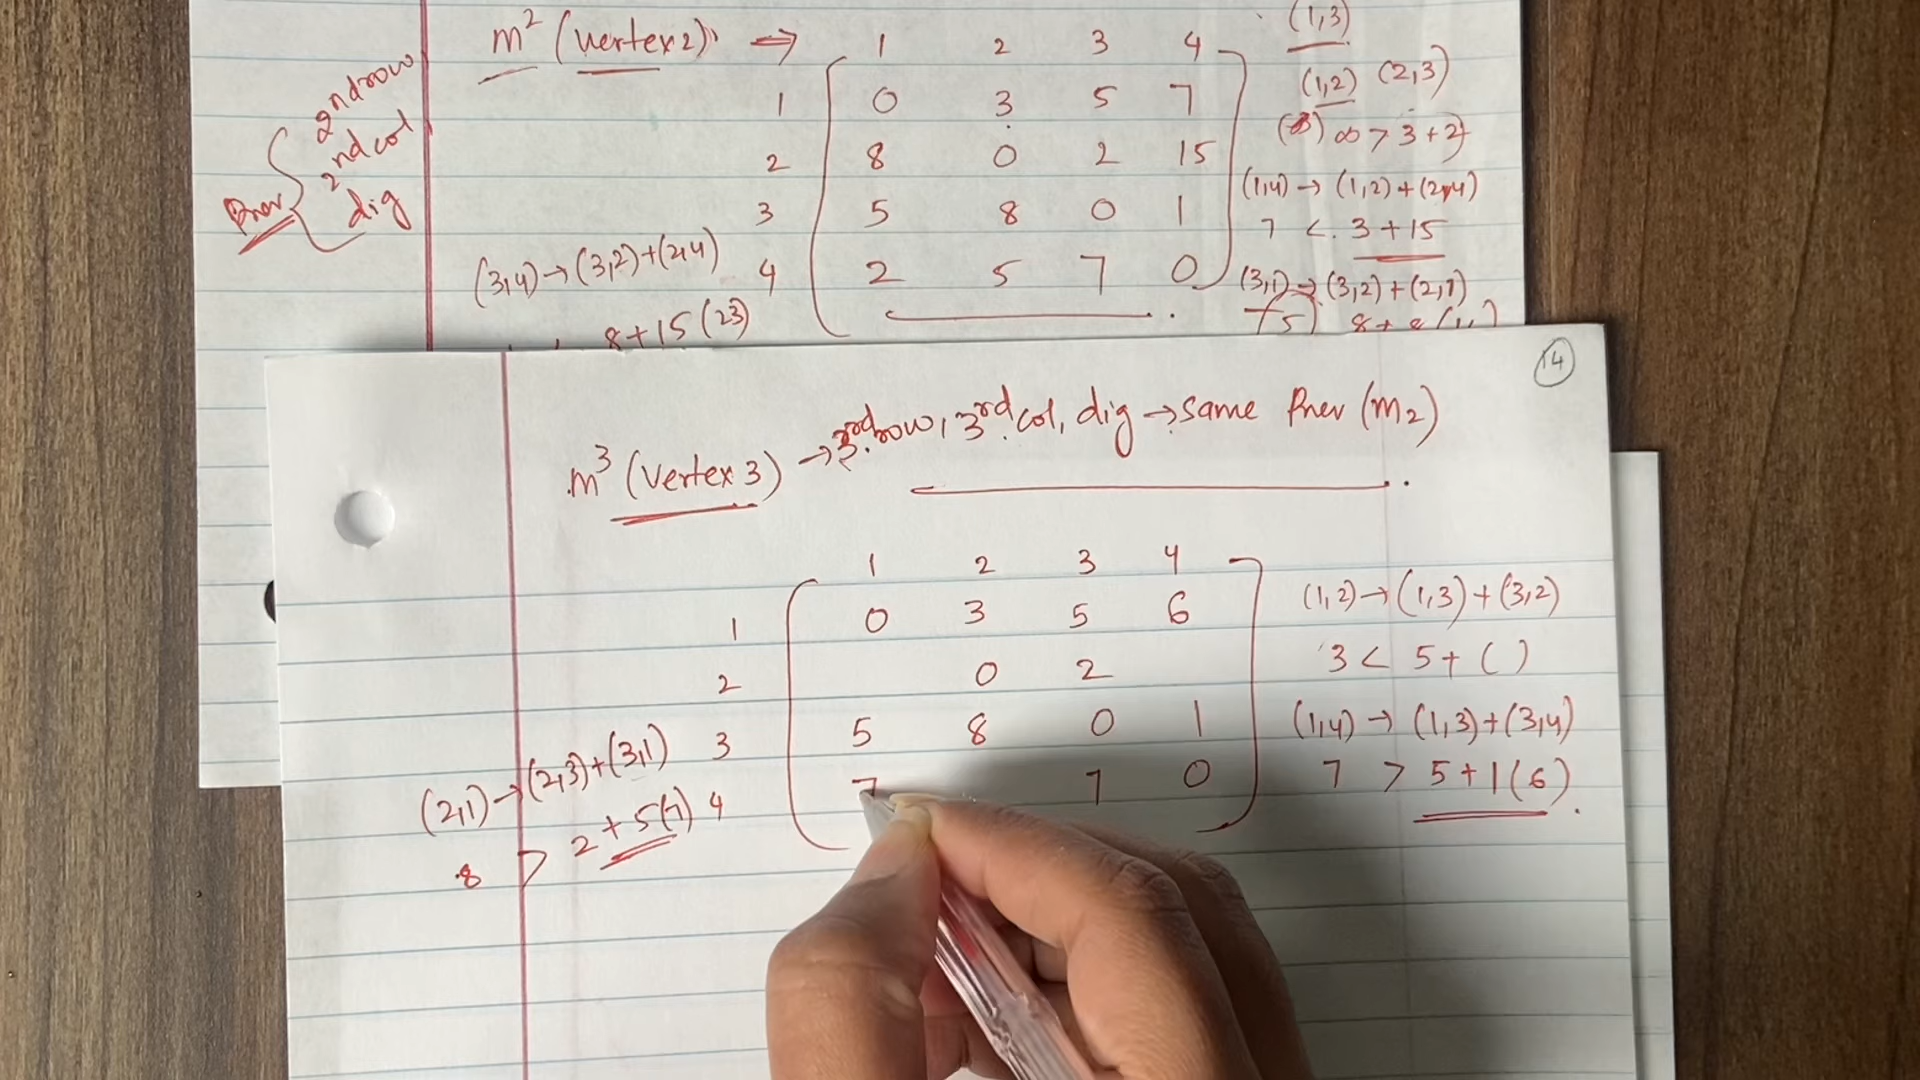 m² (vertex 2) ⇒ 1 2 3 4
1 0 3 5 7
2 8 0 2 15
3 5 8 0 1
4 2 5 7 0
Prev { 2nd row
2nd col
dig
(3,4)→(3,2)+(2,4)
8+15(23)
(1,3)
(1,2) (2,3)
∞ > 3+2
(1,4)→ (1,2)+(2,4)
7 < 3+15
(3,1)→(3,2)+(2,1)
14
m³ (vertex 3) → 3rd row, 3rd col, dig → same Prev (m2)
1 2 3 4
1 0 3 5 6
2 0 2
3 5 8 0 1
4 7 7 0
(2,1)→(2,3)+(3,1)
8 > 2+5(7)
(1,2)→(1,3)+(3,2)
3 < 5+( )
(1,4)→ (1,3)+(3,4)
7 > 5+1(6).